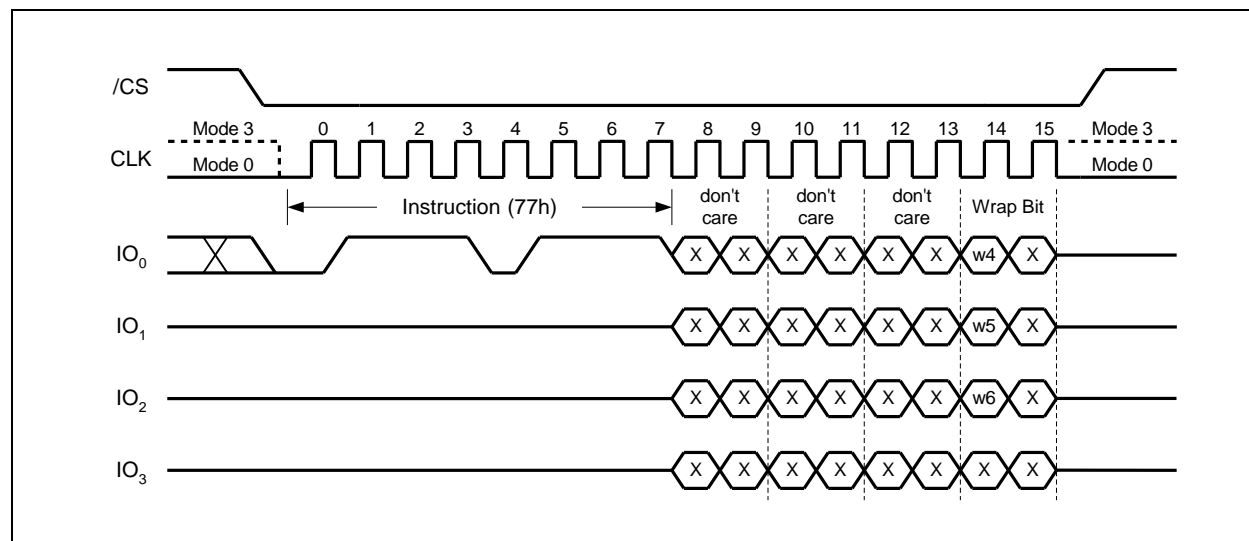 /CS
Mode 3 0 1 2 3 4 5 6 7 8 9 10 11 12 13 14 15 Mode 3
CLK
Mode 0 Mode 0
Instruction (77h) don't care don't care don't care Wrap Bit
IO0 X X X X X X w4 X
IO1 X X X X X X w5 X
IO2 X X X X X X w6 X
IO3 X X X X X X X X